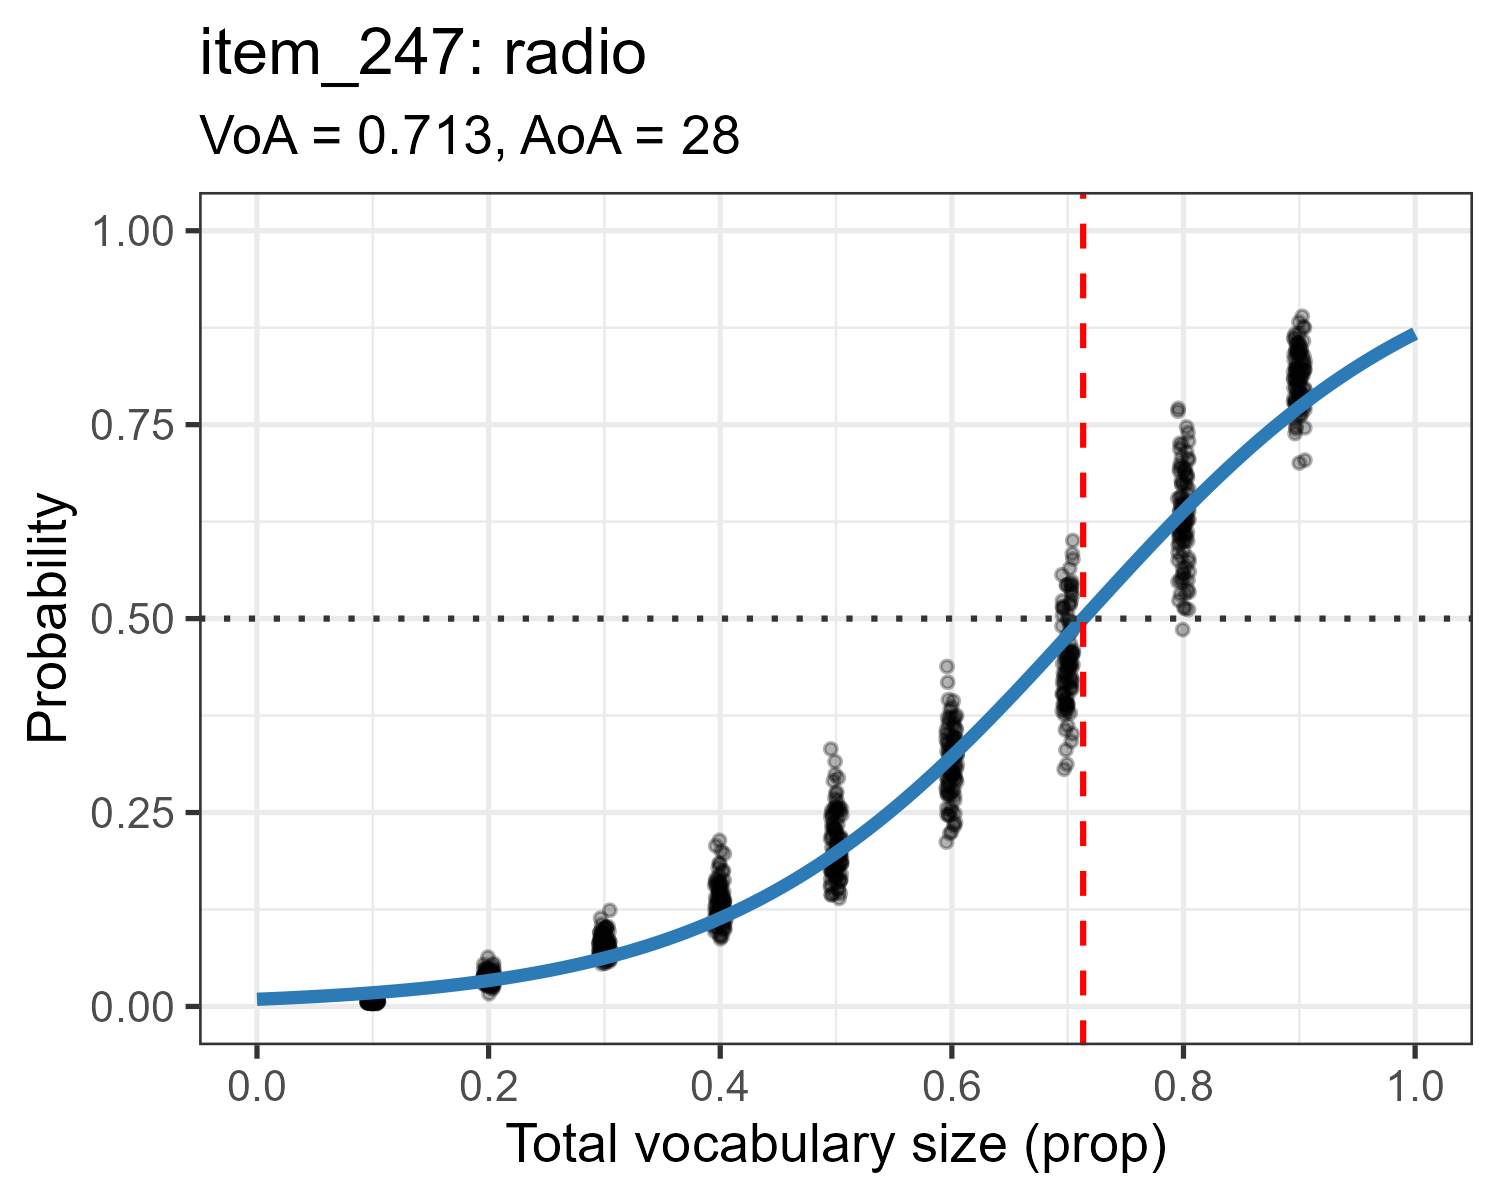 item_247: radio
VoA = 0.713, AoA = 28
1.00
0.75
0.50
0.25
0.00
Probability
0.0 0.2 0.4 0.6 0.8 1.0
Total vocabulary size (prop)